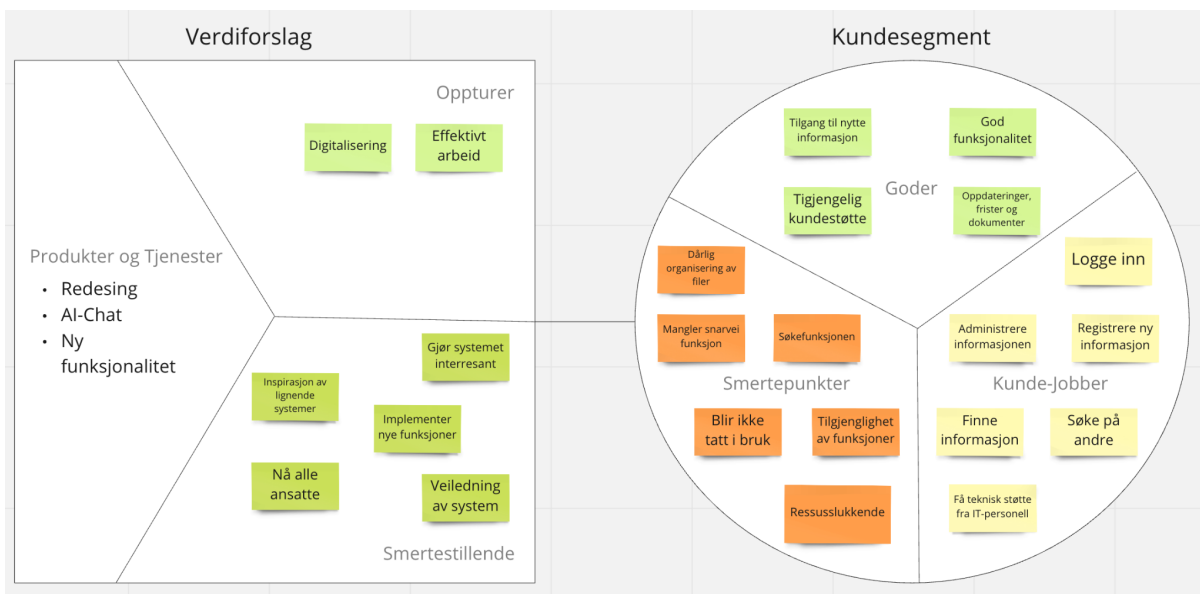 Verdiforslag
Oppturer
Digitalisering
Effektivt
arbeid
Produkter og Tjenester
• Redesing
• AI-Chat
• Ny
funksjonalitet
Gjør systemet
interresant
Inspirasjon av
lignende
systemer
Implementer
nye funksjoner
Nå alle
ansatte
Veiledning
av system
Smertestillende
Kundesegment
Tilgang til nytte
informasjon
God
funksjonalitet
Goder
Tigjengelig
kundestøtte
Oppdateringer,
frister og
dokumenter
Dårlig
organisering av
filer
Mangler snarvei
funksjon
Søkefunksjonen
Smertepunkter
Blir ikke
tatt i bruk
Tilgjenglighet
av funksjoner
Ressusslukkende
Logge inn
Administrere
informasjonen
Registrere ny
informasjon
Kunde-Jobber
Finne
informasjon
Søke på
andre
Få teknisk støtte
fra IT-personell